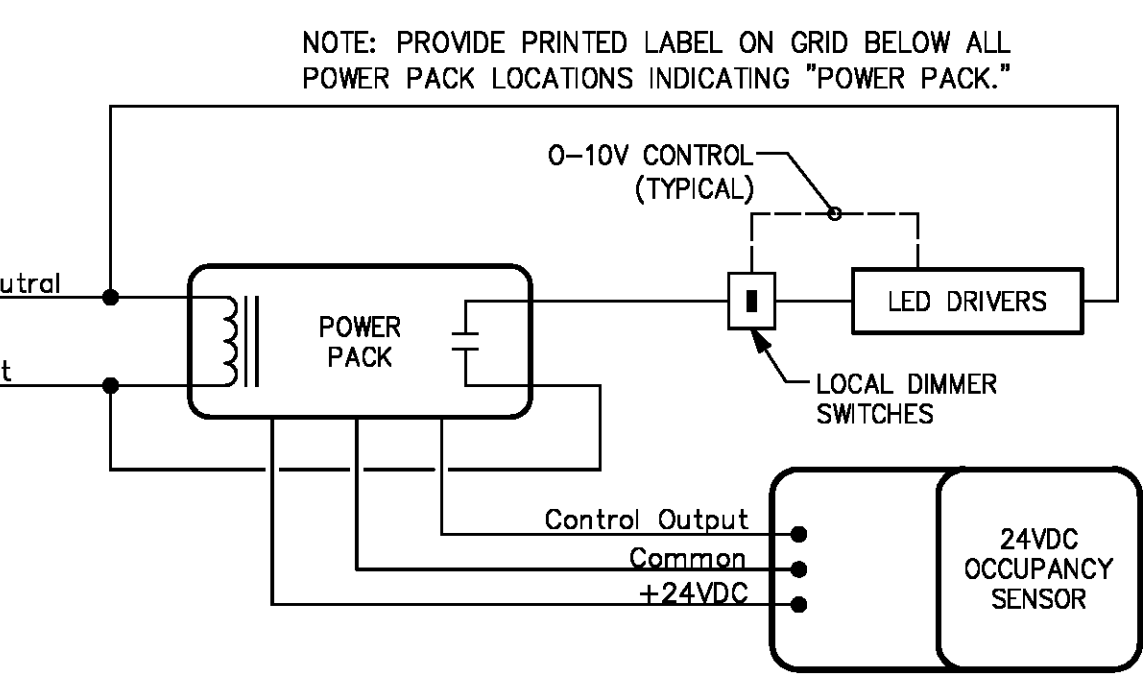 NOTE: PROVIDE PRINTED LABEL ON GRID BELOW ALL
POWER PACK LOCATIONS INDICATING "POWER PACK."
0-10V CONTROL
(TYPICAL)
utral
POWER
PACK
LED DRIVERS
t
LOCAL DIMMER
SWITCHES
Control Output
Common
+24VDC
24VDC
OCCUPANCY
SENSOR